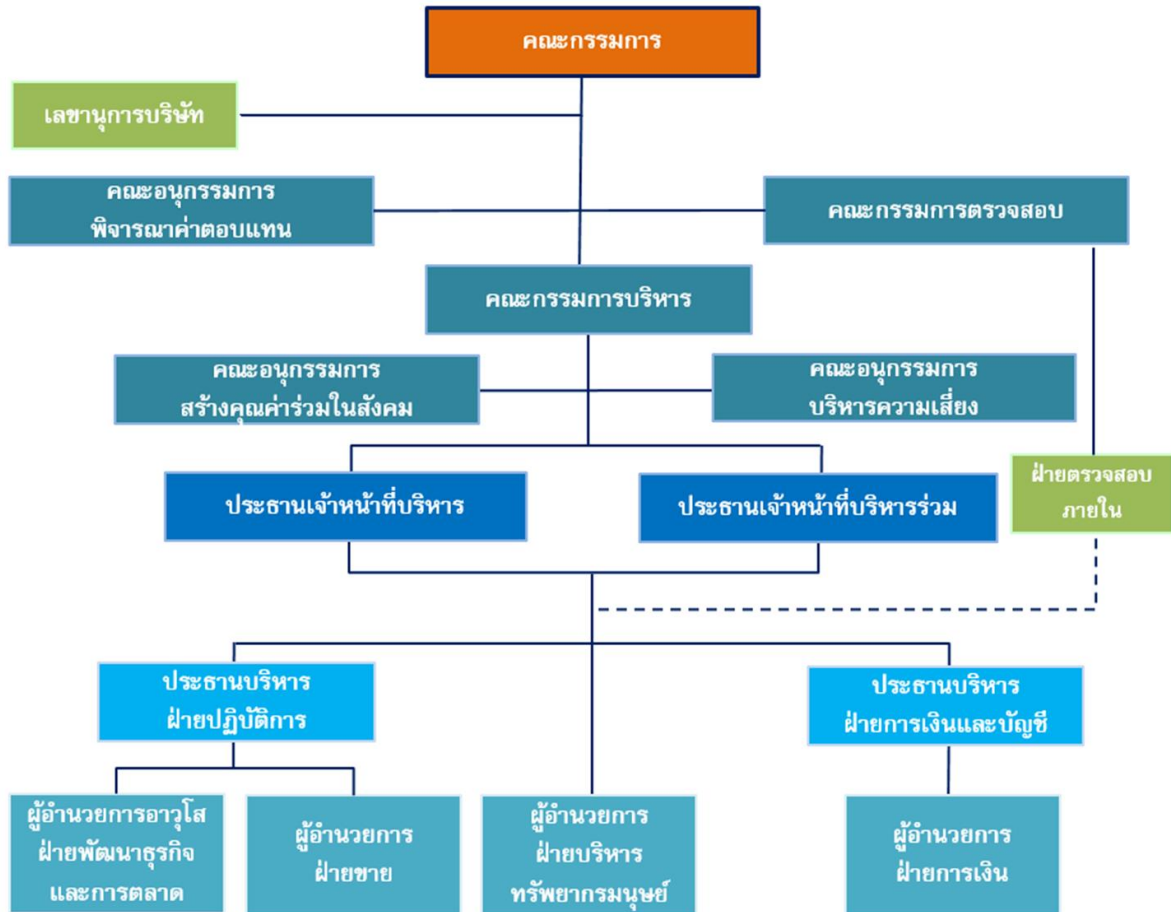 คณะกรรมการ
เลขานุการบริษัท
คณะอนุกรรมการ
พิจารณาค่าตอบแทน
คณะกรรมการตรวจสอบ
คณะกรรมการบริหาร
คณะอนุกรรมการ
สร้างคุณค่าร่วมในสังคม
คณะอนุกรรมการ
บริหารความเสี่ยง
ประธานเจ้าหน้าที่บริหาร
ประธานเจ้าหน้าที่บริหารร่วม
ฝ่ายตรวจสอบ
ภายใน
ประธานบริหาร
ฝ่ายปฏิบัติการ
ประธานบริหาร
ฝ่ายการเงินและบัญชี
ผู้อำนวยการอาวุโส
ฝ่ายพัฒนาธุรกิจ
และการตลาด
ผู้อำนวยการ
ฝ่ายขาย
ผู้อำนวยการ
ฝ่ายบริหาร
ทรัพยากรมนุษย์
ผู้อำนวยการ
ฝ่ายการเงิน